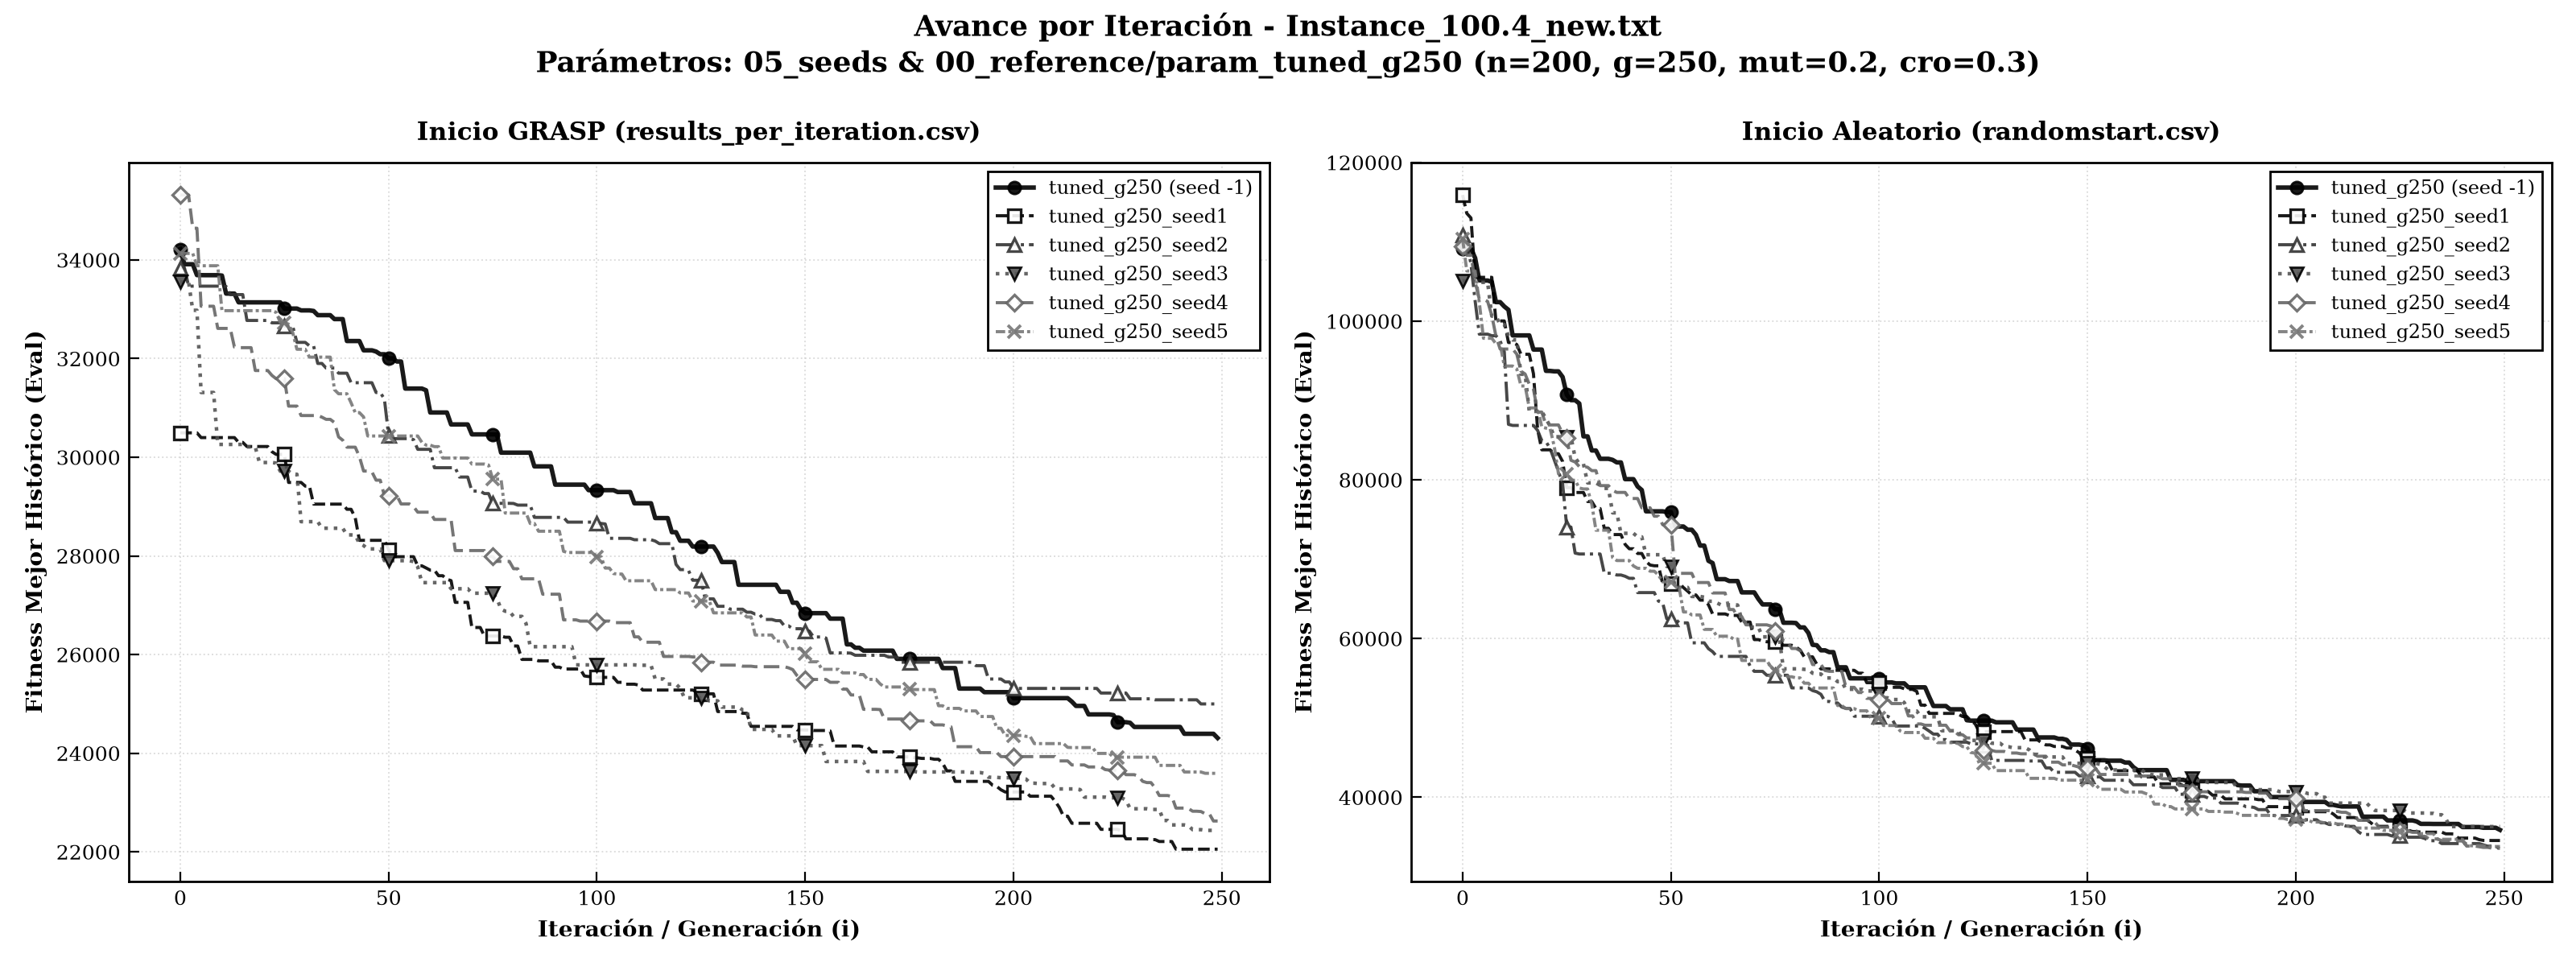 Avance por Iteración - Instance_100.4_new.txt
Parámetros: 05_seeds & 00_reference/param_tuned_g250 (n=200, g=250, mut=0.2, cro=0.3)
Inicio GRASP (results_per_iteration.csv)
Fitness Mejor Histórico (Eval)
34000
32000
30000
28000
26000
24000
22000
0 50 100 150 200 250
Iteración / Generación (i)
tuned_g250 (seed -1)
tuned_g250_seed1
tuned_g250_seed2
tuned_g250_seed3
tuned_g250_seed4
tuned_g250_seed5
Inicio Aleatorio (randomstart.csv)
Fitness Mejor Histórico (Eval)
120000
100000
80000
60000
40000
0 50 100 150 200 250
Iteración / Generación (i)
tuned_g250 (seed -1)
tuned_g250_seed1
tuned_g250_seed2
tuned_g250_seed3
tuned_g250_seed4
tuned_g250_seed5